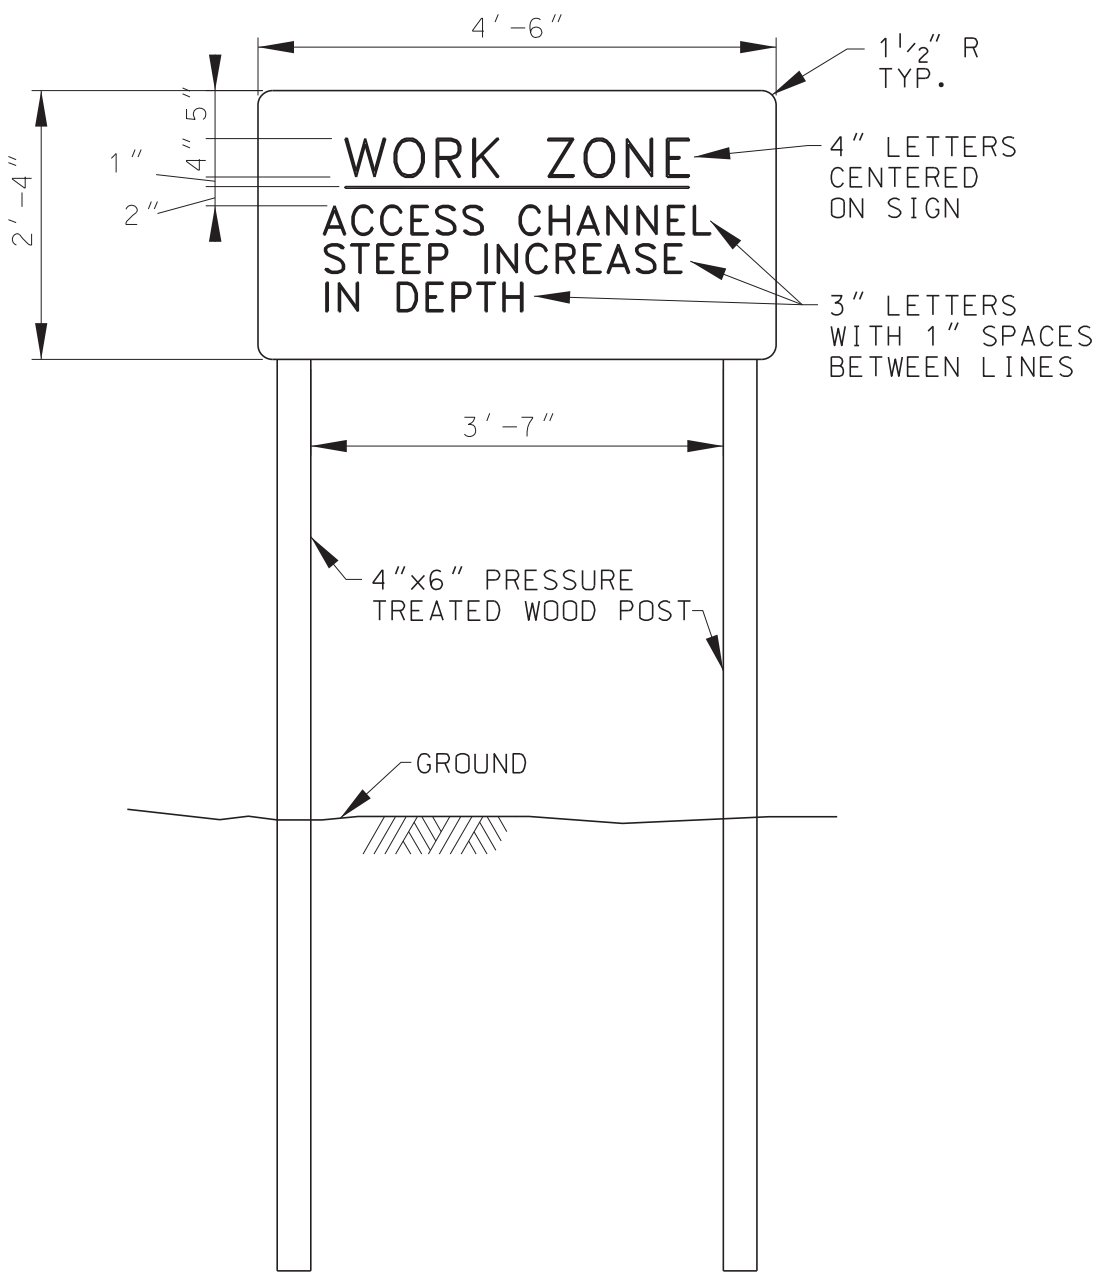 4'-6"
1 1/2" R
TYP.
5"
4"
1"
2"
2'-4"
WORK ZONE
ACCESS CHANNEL
STEEP INCREASE
IN DEPTH
4" LETTERS
CENTERED
ON SIGN
3" LETTERS
WITH 1" SPACES
BETWEEN LINES
3'-7"
4"x6" PRESSURE
TREATED WOOD POST
GROUND